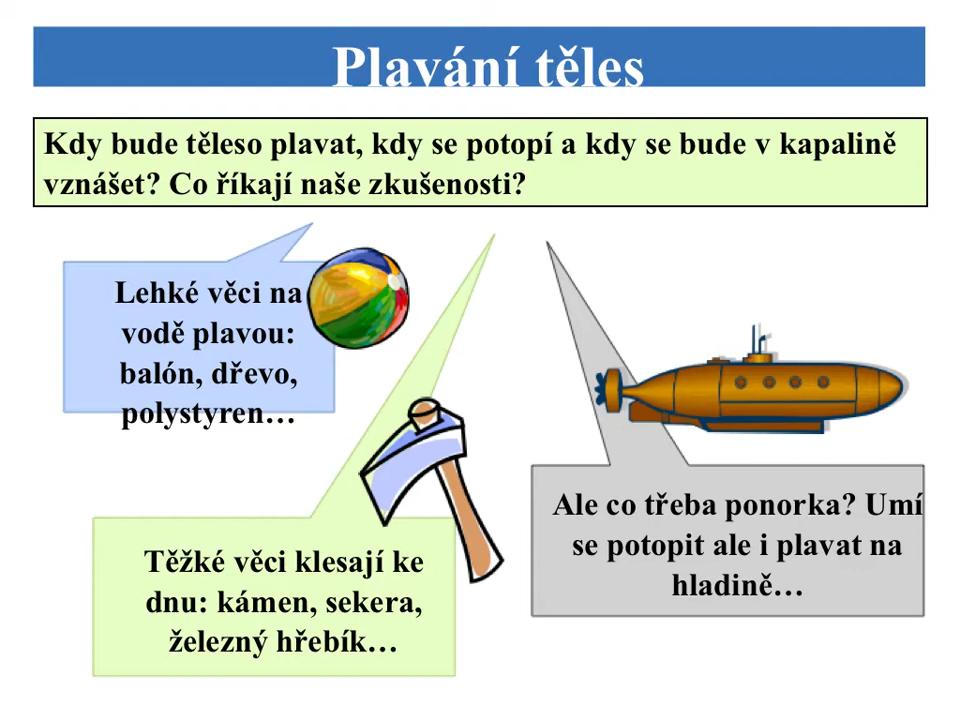 Plavání těles
Kdy bude těleso plavat, kdy se potopí a kdy se bude v kapalině
vznášet? Co říkají naše zkušenosti?
Lehké věci na
vodě plavou:
balón, dřevo,
polystyren…
Těžké věci klesají ke
dnu: kámen, sekera,
železný hřebík…
Ale co třeba ponorka? Umí
se potopit ale i plavat na
hladině…